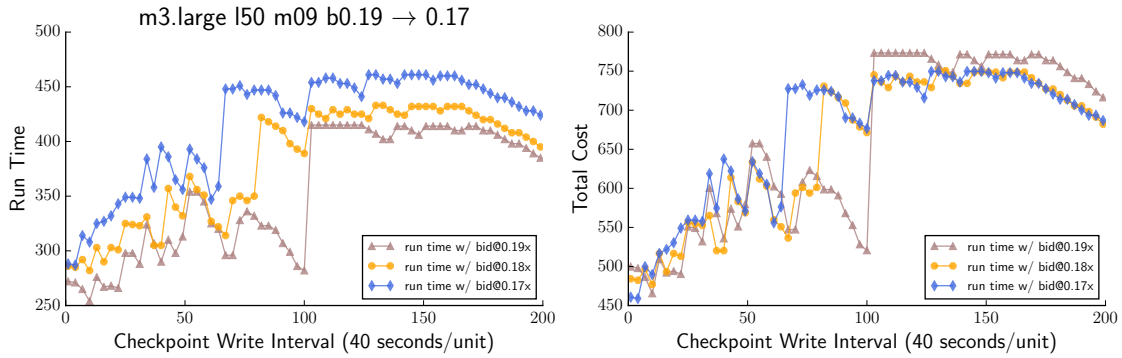 m3.large l50 m09 b0.19 → 0.17
500
450
400
350
300
250
Run Time
0
50
100
150
200
Checkpoint Write Interval (40 seconds/unit)
run time w/ bid@0.19x
run time w/ bid@0.18x
run time w/ bid@0.17x
800
750
700
650
600
550
500
450
Total Cost
0
50
100
150
200
Checkpoint Write Interval (40 seconds/unit)
run time w/ bid@0.19x
run time w/ bid@0.18x
run time w/ bid@0.17x